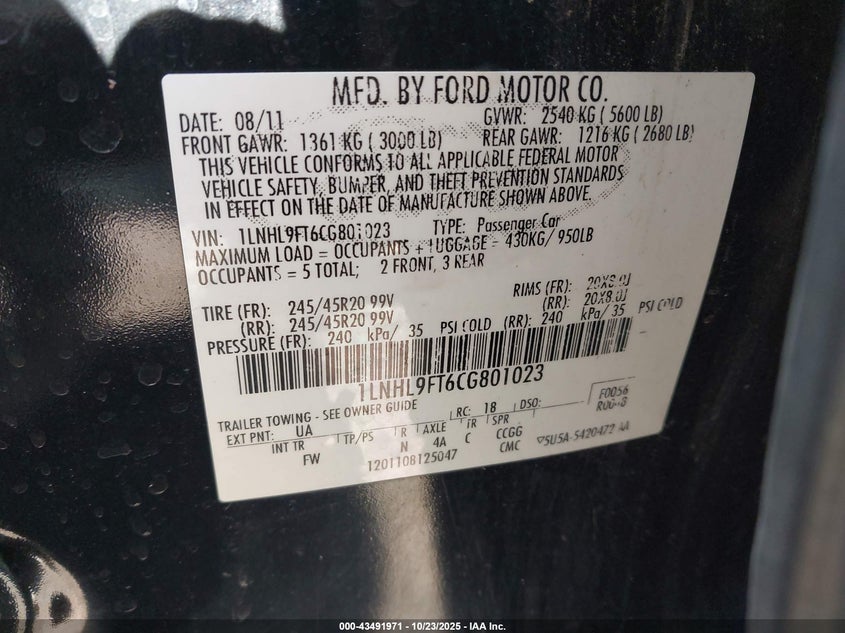 MFD. BY FORD MOTOR CO.
DATE: 08/11 GVWR: 2540 KG ( 5600 LB)
FRONT GAWR: 1361 KG ( 3000 LB) REAR GAWR: 1216 KG ( 2680 LB)
THIS VEHICLE CONFORMS TO ALL APPLICABLE FEDERAL MOTOR
VEHICLE SAFETY, BUMPER, AND THEFT PREVENTION STANDARDS
IN EFFECT ON THE DATE OF MANUFACTURE SHOWN ABOVE.
VIN: 1LNHL9FT6CG801023 TYPE: Passenger Car
MAXIMUM LOAD = OCCUPANTS + LUGGAGE = 430KG/ 950LB
OCCUPANTS = 5 TOTAL; 2 FRONT, 3 REAR
TIRE (FR): 245/45R20 99V RIMS (FR): 20X8.0J
(RR): 245/45R20 99V (RR): 20X8.0J
PRESSURE (FR): 240 kPa/ 35 PSI COLD (RR): 240 kPa/ 35 PSI COLD
1LNHL9FT6CG801023
TRAILER TOWING - SEE OWNER GUIDE RC: 18 DSO: F0056
EXT PNT: UA
INT TR TP/PS R AXLE TR SPR
FW N 4A C CCGG
1201108125047 CMC
000-43491971 • 10/23/2025 • IAA Inc.